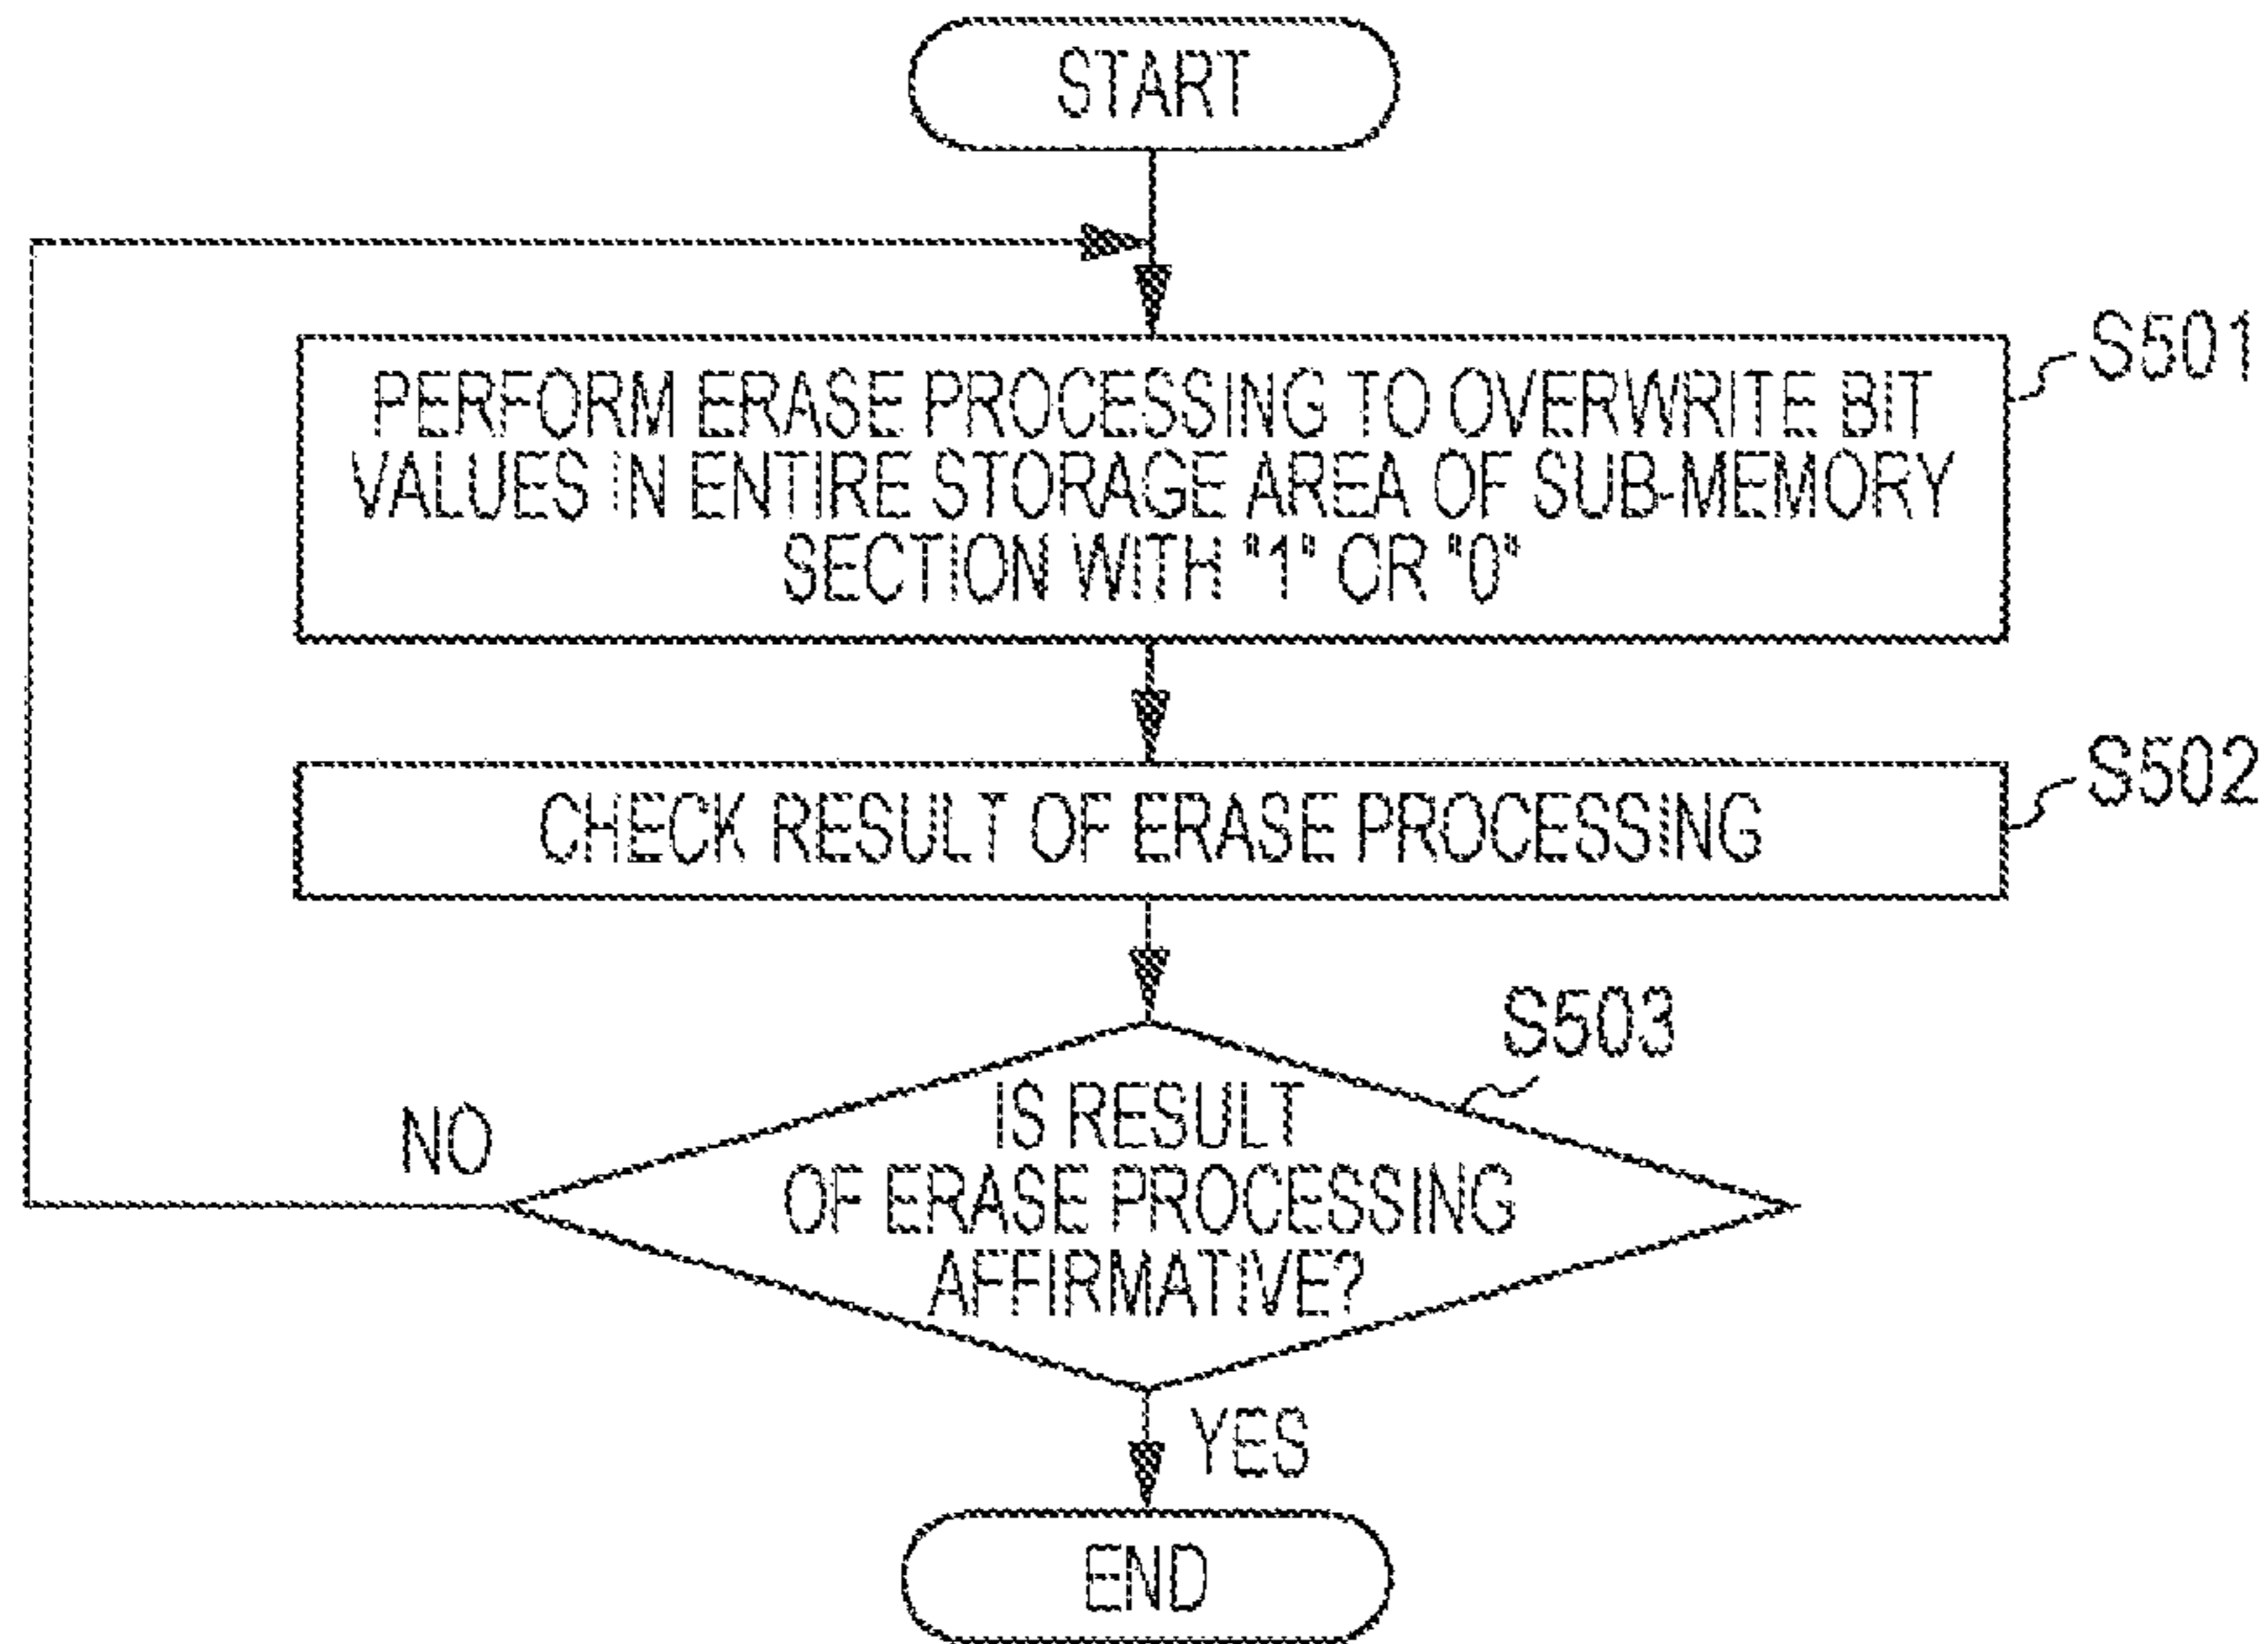 START
PERFORM ERASE PROCESSING TO OVERWRITE BIT
VALUES IN ENTIRE STORAGE AREA OF SUB-MEMORY
SECTION WITH "1" OR "0"
S501
CHECK RESULT OF ERASE PROCESSING
S502
S503
IS RESULT
OF ERASE PROCESSING
AFFIRMATIVE?
NO
YES
END